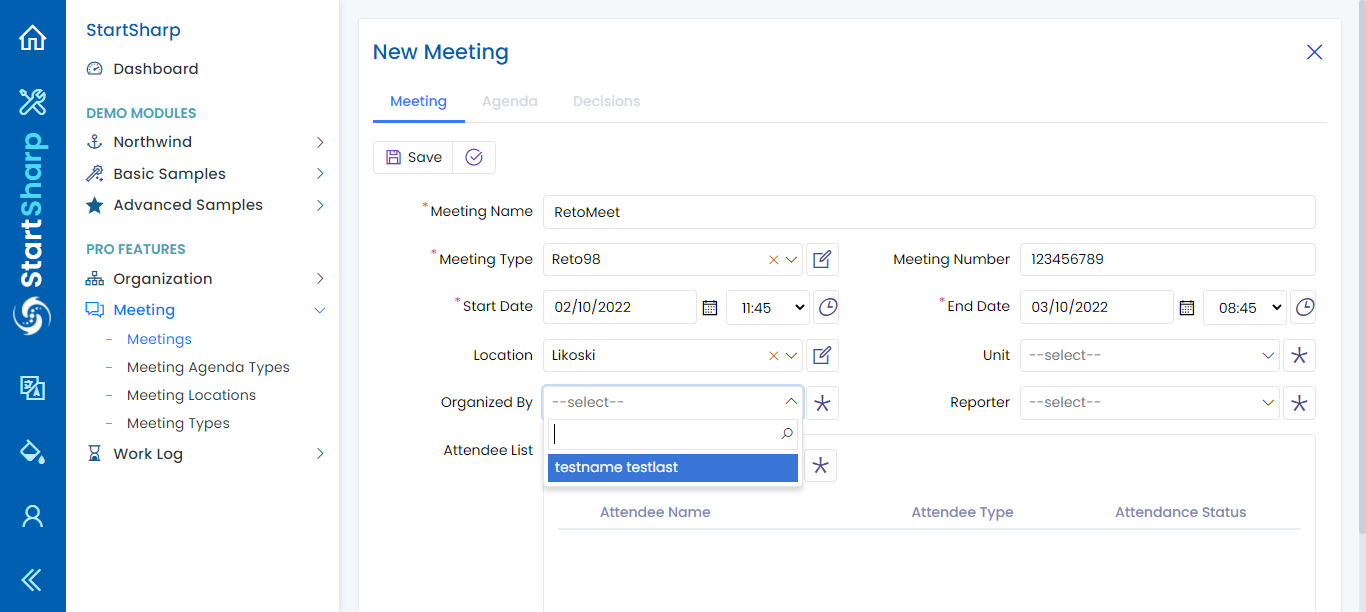 StartSharp
StartSharp
Dashboard
DEMO MODULES
Northwind
Basic Samples
Advanced Samples
PRO FEATURES
Organization
Meeting
Meetings
Meeting Agenda Types
Meeting Locations
Meeting Types
Work Log
New Meeting
Meeting Agenda Decisions
Save
*Meeting Name RetoMeet
*Meeting Type Reto98 Meeting Number 123456789
*Start Date 02/10/2022 11:45 *End Date 03/10/2022 08:45
Location Likoski Unit --select--
Organized By --select-- Reporter --select--
Attendee List
testname testlast
Attendee Name Attendee Type Attendance Status